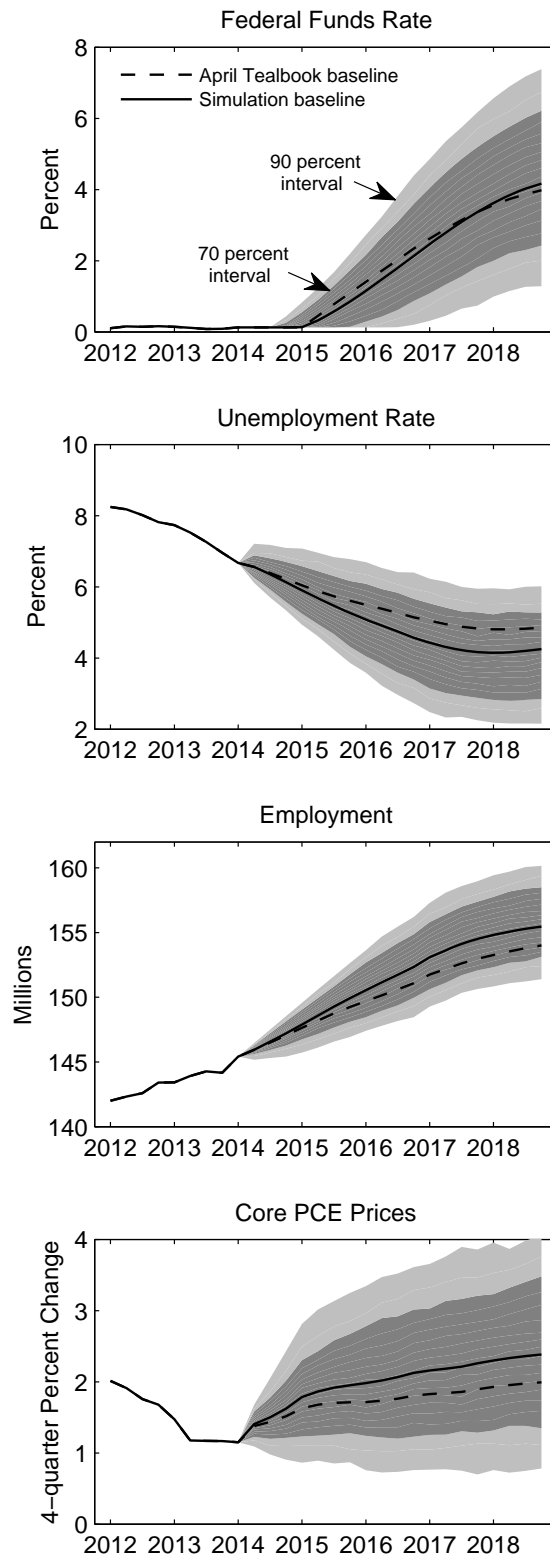 Federal Funds Rate
8
6
4
2
0
Percent
April Tealbook baseline
Simulation baseline
90 percent
interval
70 percent
interval
2012 2013 2014 2015 2016 2017 2018
Unemployment Rate
10
8
6
4
2
Percent
2012 2013 2014 2015 2016 2017 2018
Employment
160
155
150
145
140
Millions
2012 2013 2014 2015 2016 2017 2018
Core PCE Prices
4
3
2
1
0
4−quarter Percent Change
2012 2013 2014 2015 2016 2017 2018